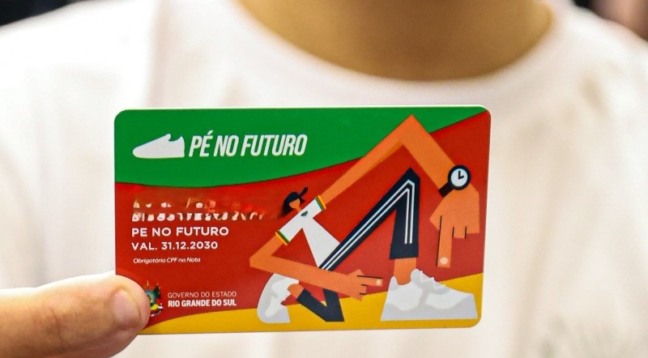 PÉ NO FUTURO
PE NO FUTURO
VAL. 31.12.2030
Obrigatório CPF na Nota
GOVERNO DO ESTADO
RIO GRANDE DO SUL